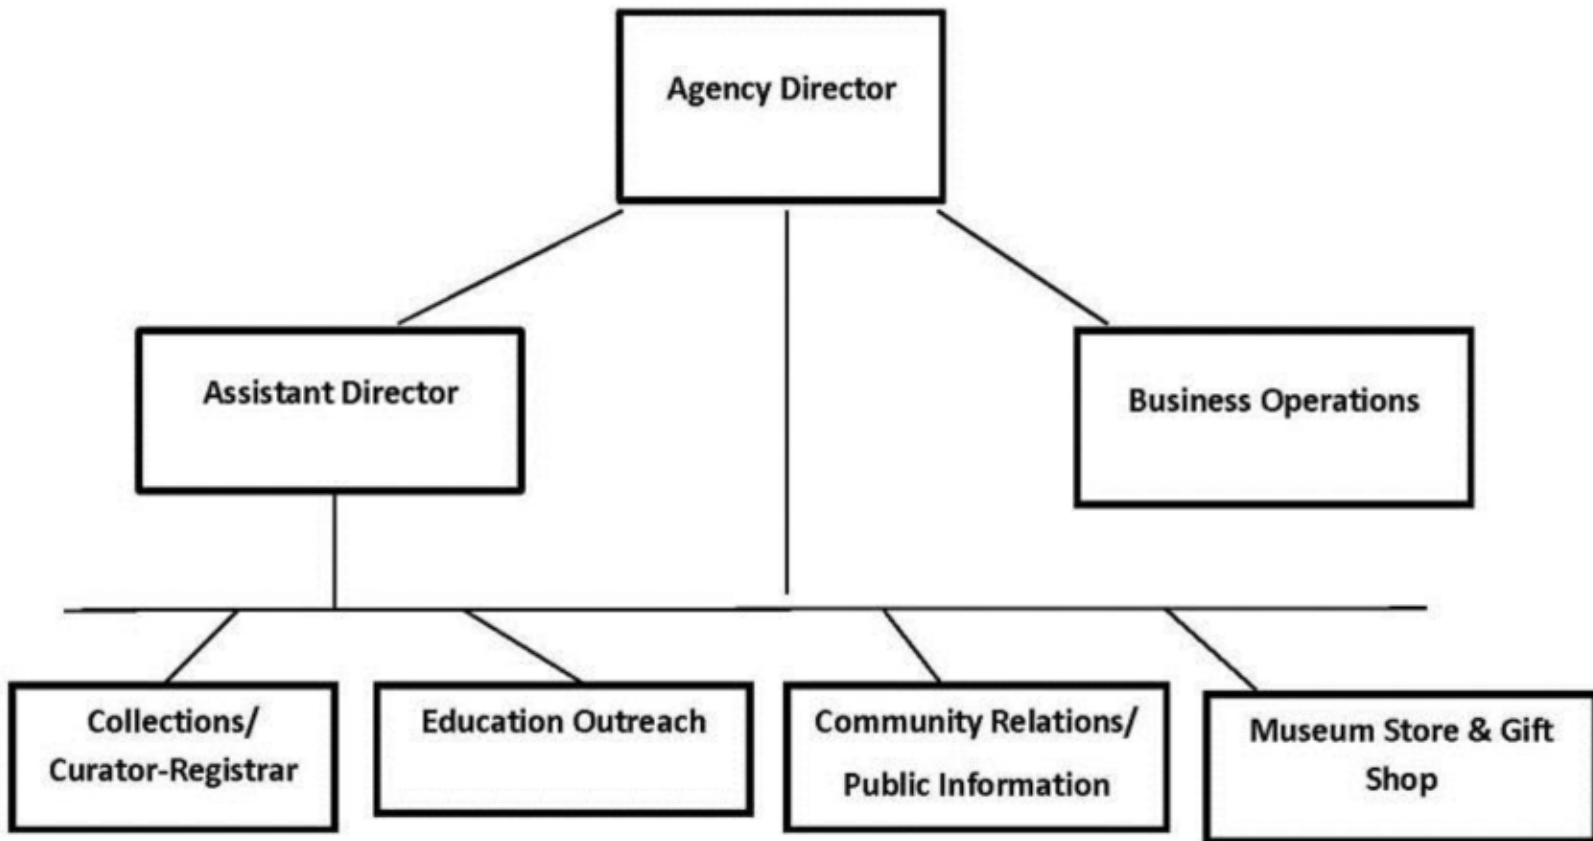 Agency Director
Assistant Director
Business Operations
Collections/
Curator-Registrar
Education Outreach
Community Relations/
Public Information
Museum Store & Gift
Shop